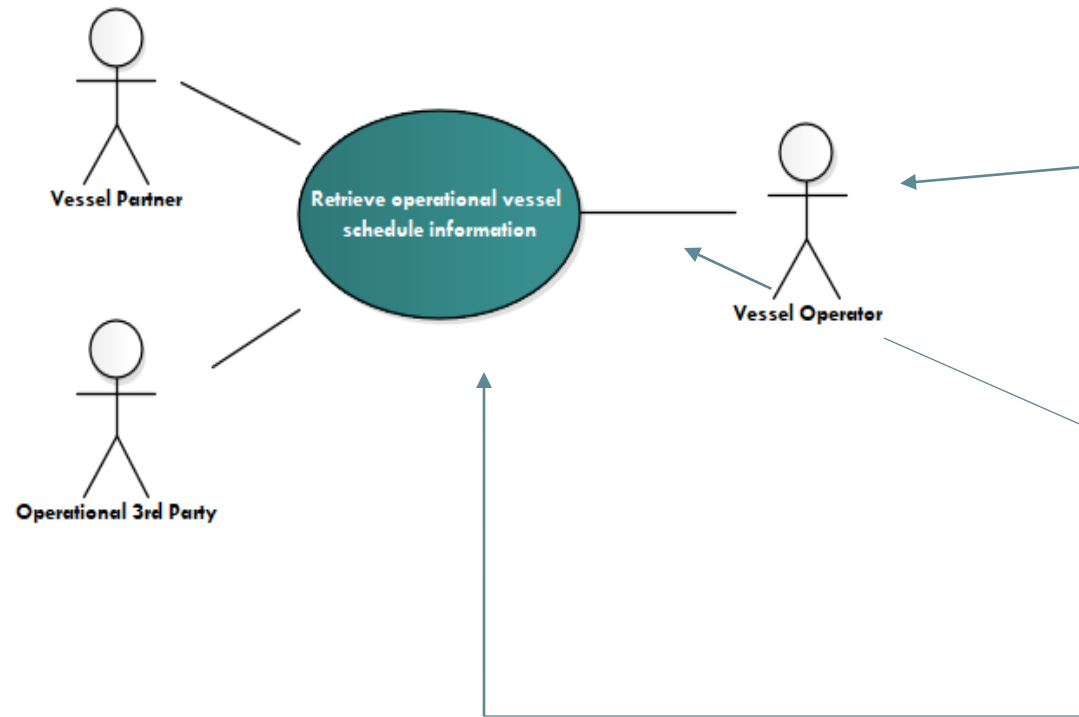 Vessel Partner
Retrieve operational vessel
schedule information
Vessel Operator
Operational 3rd Party